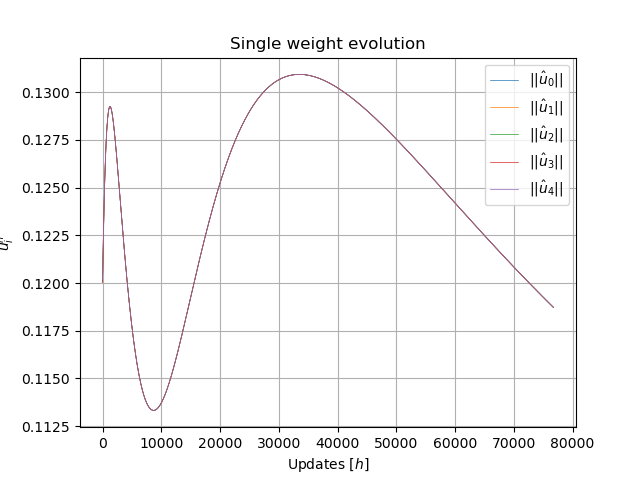 Single weight evolution
0.1300
0.1275
0.1250
0.1225
0.1200
0.1175
0.1150
0.1125
0 10000 20000 30000 40000 50000 60000 70000 80000
Updates [h]
||û₀||
||û₁||
||û₂||
||û₃||
||û₄||